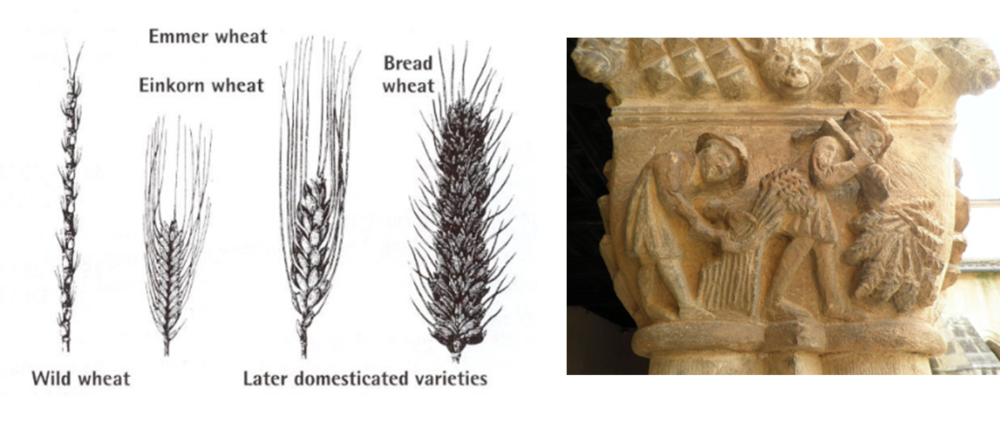 Emmer wheat
Einkorn wheat
Bread
wheat
Wild wheat
Later domesticated varieties